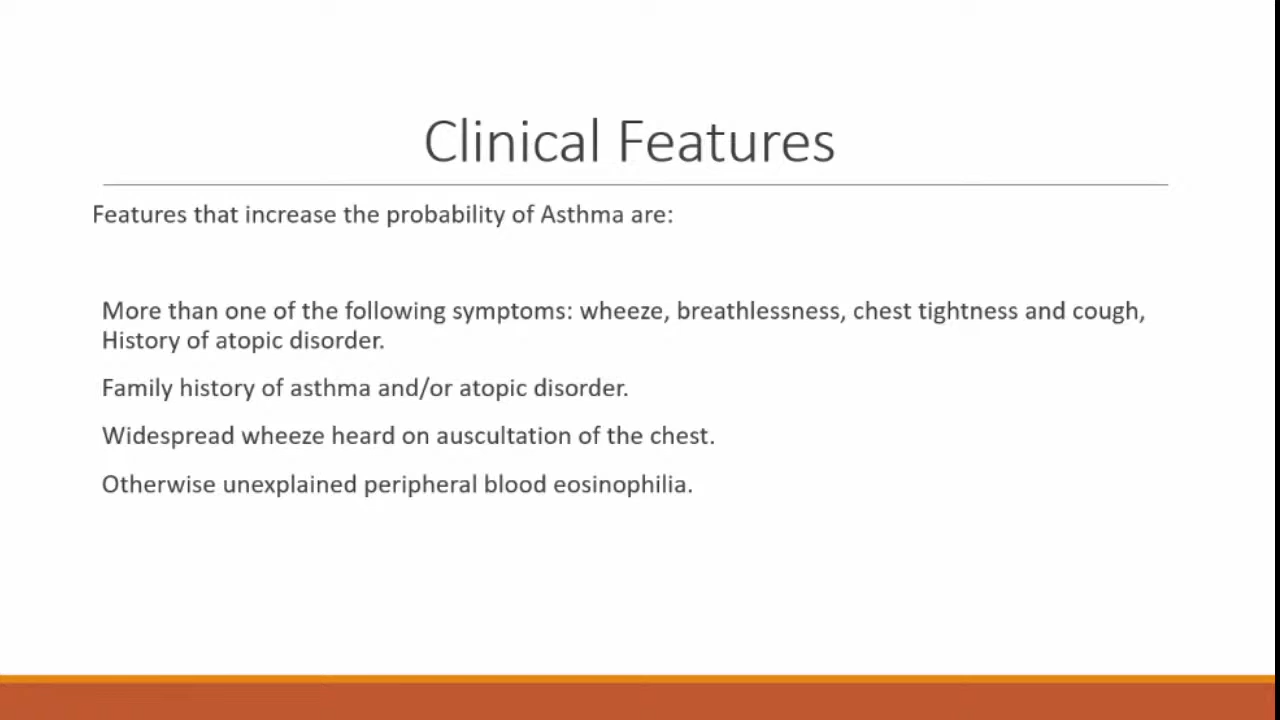 Clinical Features
Features that increase the probability of Asthma are:
More than one of the following symptoms: wheeze, breathlessness, chest tightness and cough,
History of atopic disorder.
Family history of asthma and/or atopic disorder.
Widespread wheeze heard on auscultation of the chest.
Otherwise unexplained peripheral blood eosinophilia.